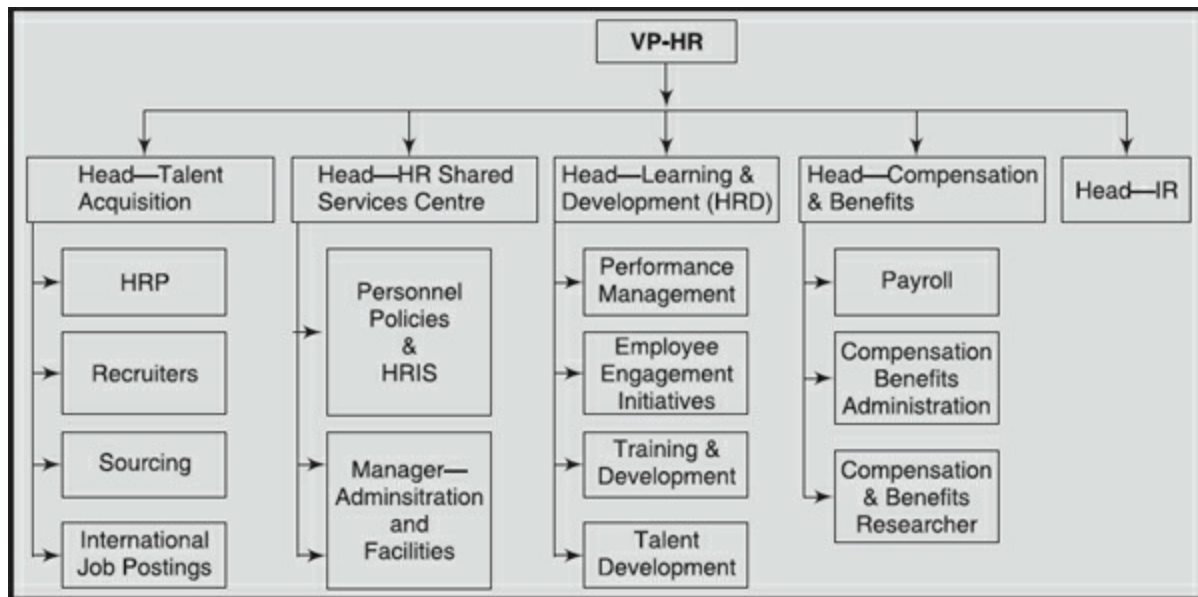 VP-HR
Head—Talent
Acquisition
Head—HR Shared
Services Centre
Head—Learning &
Development (HRD)
Head—Compensation
& Benefits
Head—IR
HRP
Recruiters
Sourcing
International
Job Postings
Personnel
Policies
&
HRIS
Manager—
Adminsitration
and
Facilities
Performance
Management
Employee
Engagement
Initiatives
Training &
Development
Talent
Development
Payroll
Compensation
Benefits
Administration
Compensation
& Benefits
Researcher